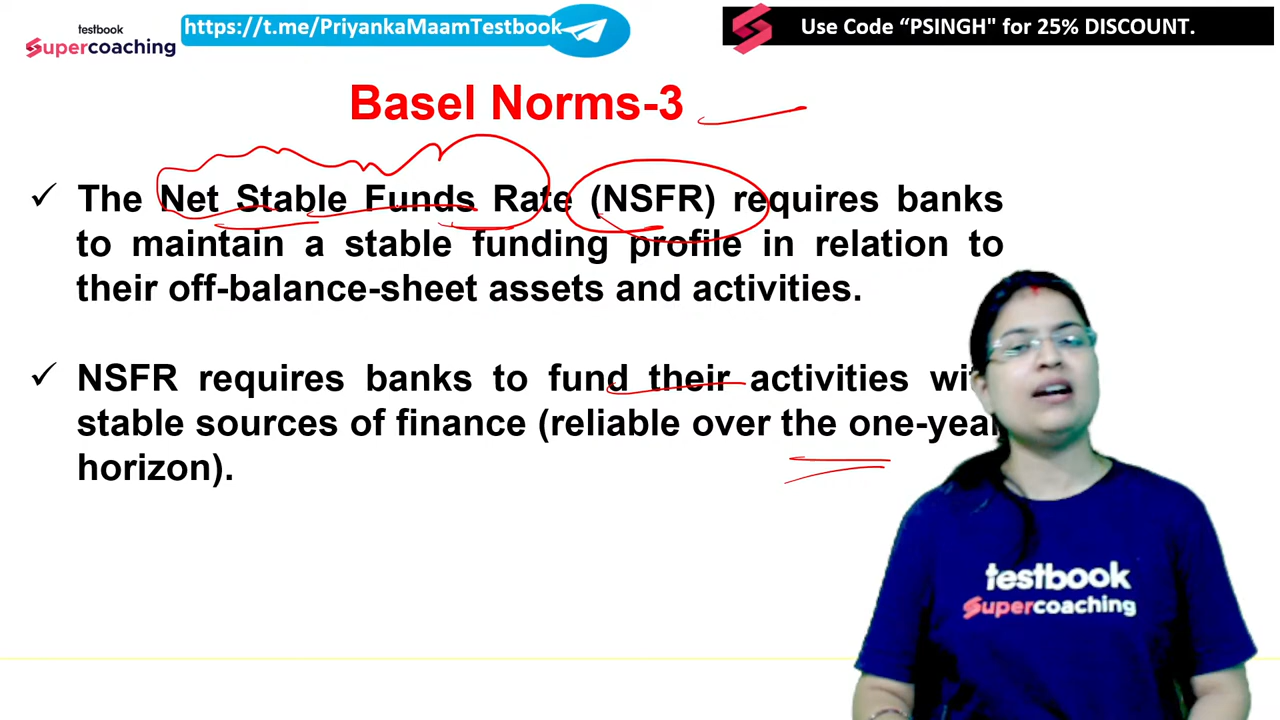 testbook
Supercoaching
https://t.me/PriyankaMaamTestbook
Use Code “PSINGH" for 25% DISCOUNT.
Basel Norms-3
✓ The Net Stable Funds Rate (NSFR) requires banks
to maintain a stable funding profile in relation to
their off-balance-sheet assets and activities.
✓ NSFR requires banks to fund their activities with
stable sources of finance (reliable over the one-year
horizon).
testbook
Supercoaching